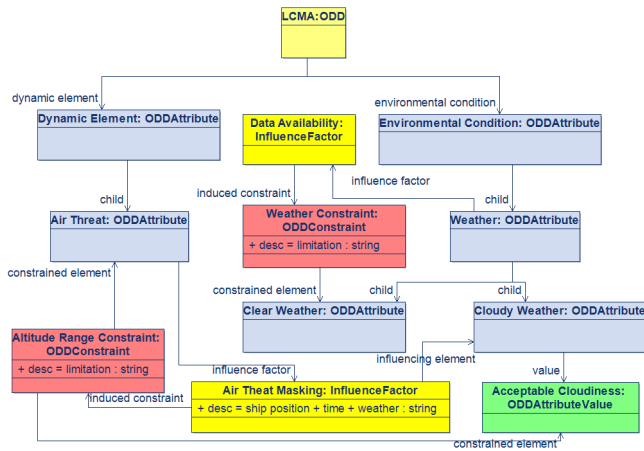 LCMA:ODD
dynamic element
environmental condition
Dynamic Element: ODDAttribute
Data Availability:
InfluenceFactor
Environmental Condition: ODDAttribute
child
induced constraint
influence factor
child
Air Threat: ODDAttribute
Weather Constraint:
ODDConstraint
+ desc = limitation : string
Weather: ODDAttribute
constrained element
constrained element
child
child
Clear Weather: ODDAttribute
Cloudy Weather: ODDAttribute
Altitude Range Constraint:
ODDConstraint
+ desc = limitation : string
influence factor
influencing element
value
induced constraint
Air Theat Masking: InfluenceFactor
+ desc = ship position + time + weather : string
Acceptable Cloudiness:
ODDAttributeValue
constrained element